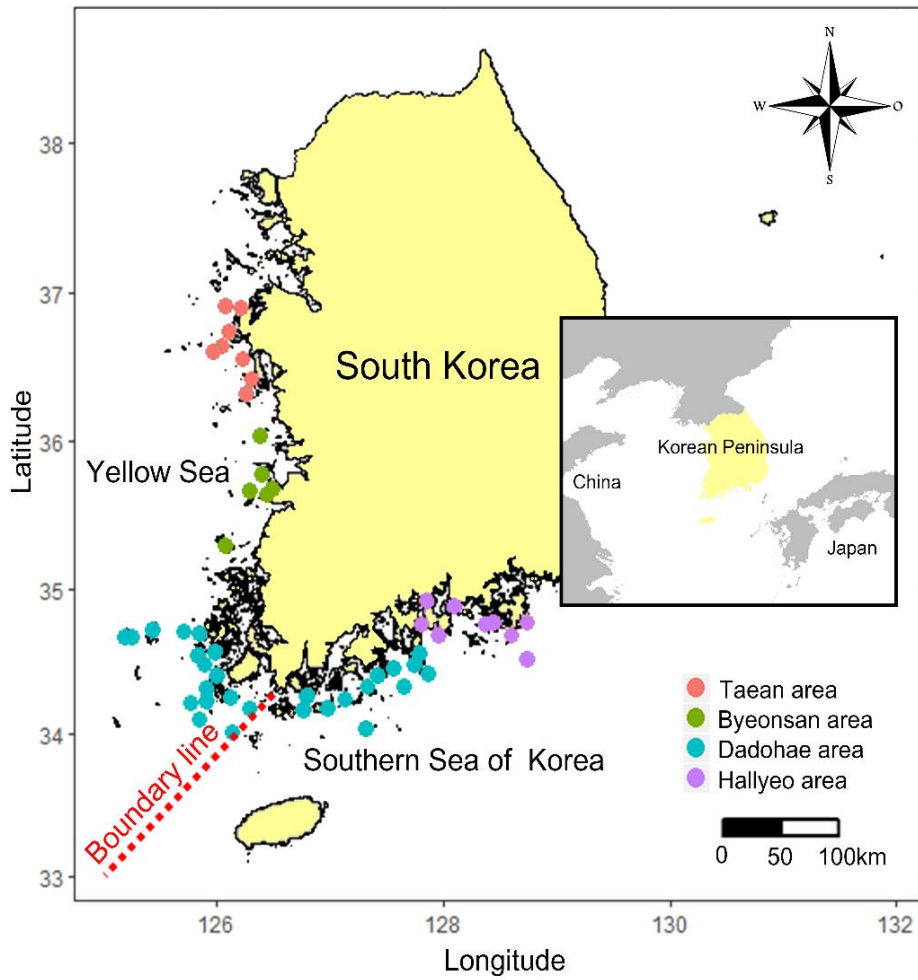 N
W
O
S
38
37
36
35
34
33
Latitude
South Korea
Yellow Sea
Korean Peninsula
China
Japan
Boundary line
Southern Sea of Korea
Taean area
Byeonsan area
Dadohae area
Hallyeo area
0 50 100km
126 128 130 132
Longitude